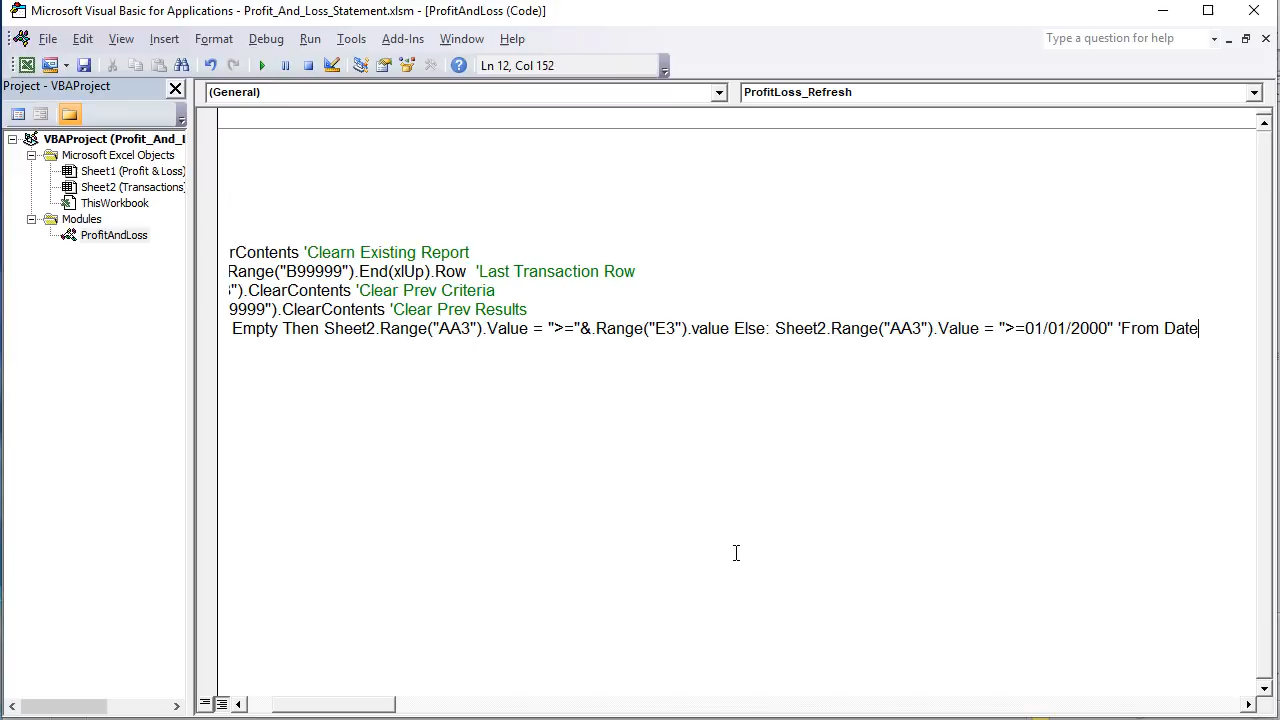 Microsoft Visual Basic for Applications - Profit_And_Loss_Statement.xlsm - [ProfitAndLoss (Code)]
File Edit View Insert Format Debug Run Tools Add-Ins Window Help
Type a question for help
Ln 12, Col 152
Project - VBAProject
(General)
ProfitLoss_Refresh
VBAProject (Profit_And_L
Microsoft Excel Objects
Sheet1 (Profit & Loss)
Sheet2 (Transactions)
ThisWorkbook
Modules
ProfitAndLoss
rContents 'Clearn Existing Report
Range("B99999").End(xlUp).Row 'Last Transaction Row
").ClearContents 'Clear Prev Criteria
9999").ClearContents 'Clear Prev Results
Empty Then Sheet2.Range("AA3").Value = ">="&.Range("E3").value Else: Sheet2.Range("AA3").Value = ">=01/01/2000" 'From Date